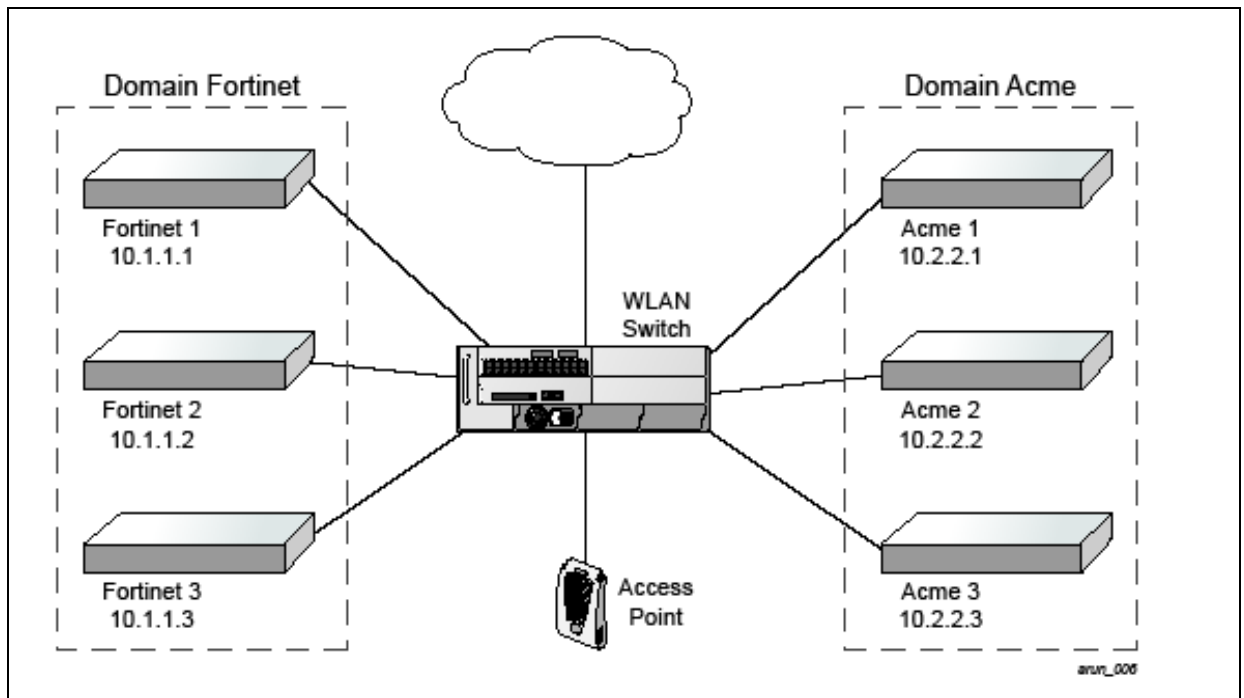 Domain Fortinet
Domain Acme
Fortinet 1
10.1.1.1
Acme 1
10.2.2.1
WLAN
Switch
Fortinet 2
10.1.1.2
Acme 2
10.2.2.2
Fortinet 3
10.1.1.3
Access
Point
Acme 3
10.2.2.3
arun_006